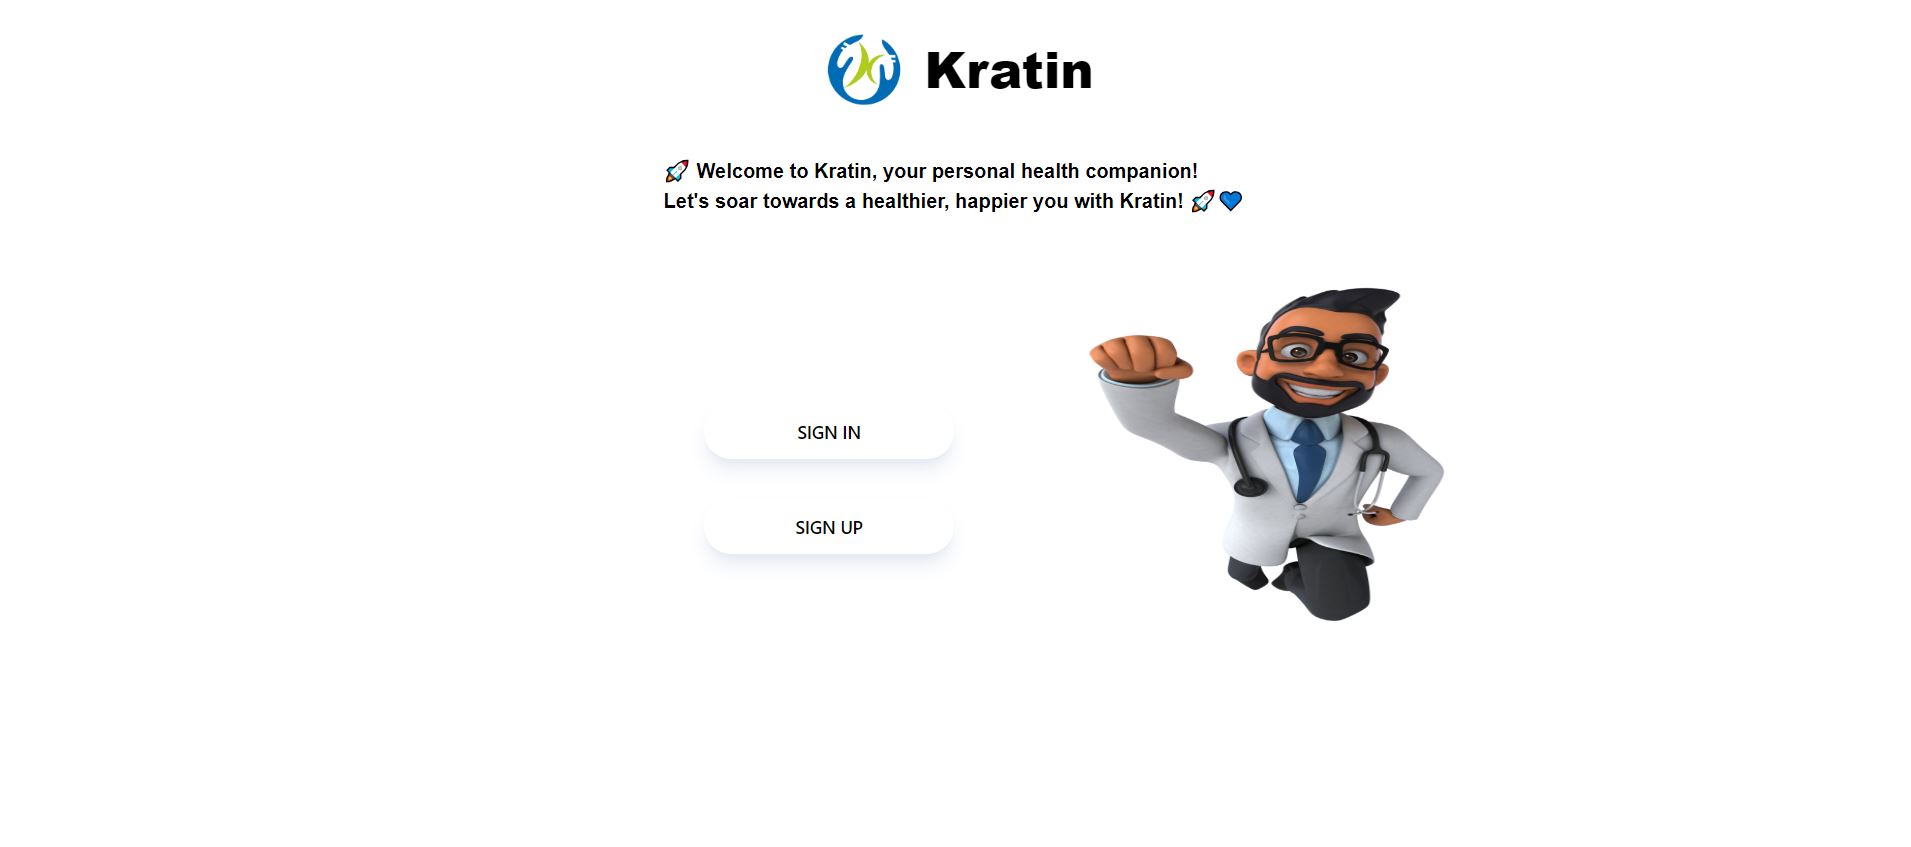 Kratin
🚀 Welcome to Kratin, your personal health companion!
Let's soar towards a healthier, happier you with Kratin! 🚀💙
SIGN IN
SIGN UP